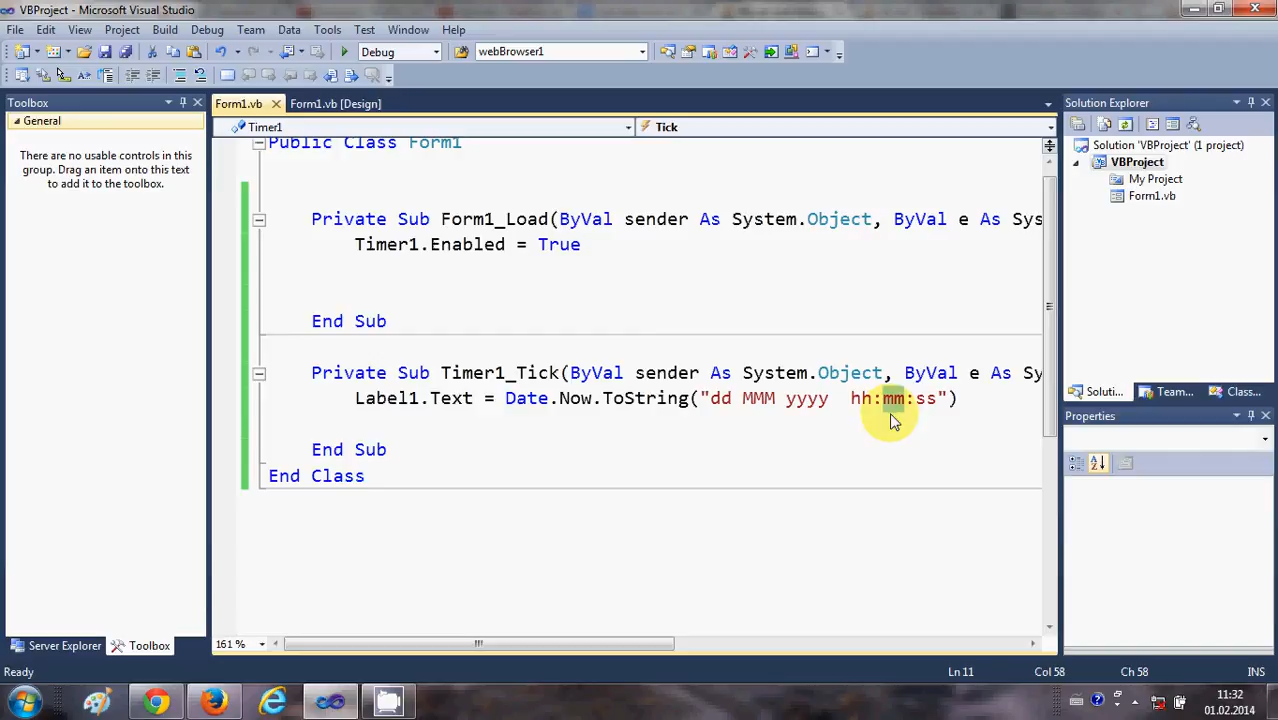 VBProject - Microsoft Visual Studio
File Edit View Project Build Debug Team Data Tools Test Window Help
Debug webBrowser1
Toolbox
General
There are no usable controls in this
group. Drag an item onto this text
to add it to the toolbox.
Server Explorer Toolbox
Form1.vb Form1.vb [Design]
Timer1 Tick
Public Class Form1
Private Sub Form1_Load(ByVal sender As System.Object, ByVal e As Sys
Timer1.Enabled = True
End Sub
Private Sub Timer1_Tick(ByVal sender As System.Object, ByVal e As Sy
Label1.Text = Date.Now.ToString("dd MMM yyyy  hh:mm:ss")
End Sub
End Class
161 %
Solution Explorer
Solution 'VBProject' (1 project)
VBProject
My Project
Form1.vb
Soluti... Team... Class...
Properties
Ready Ln 11 Col 58 Ch 58 INS
11:32
01.02.2014